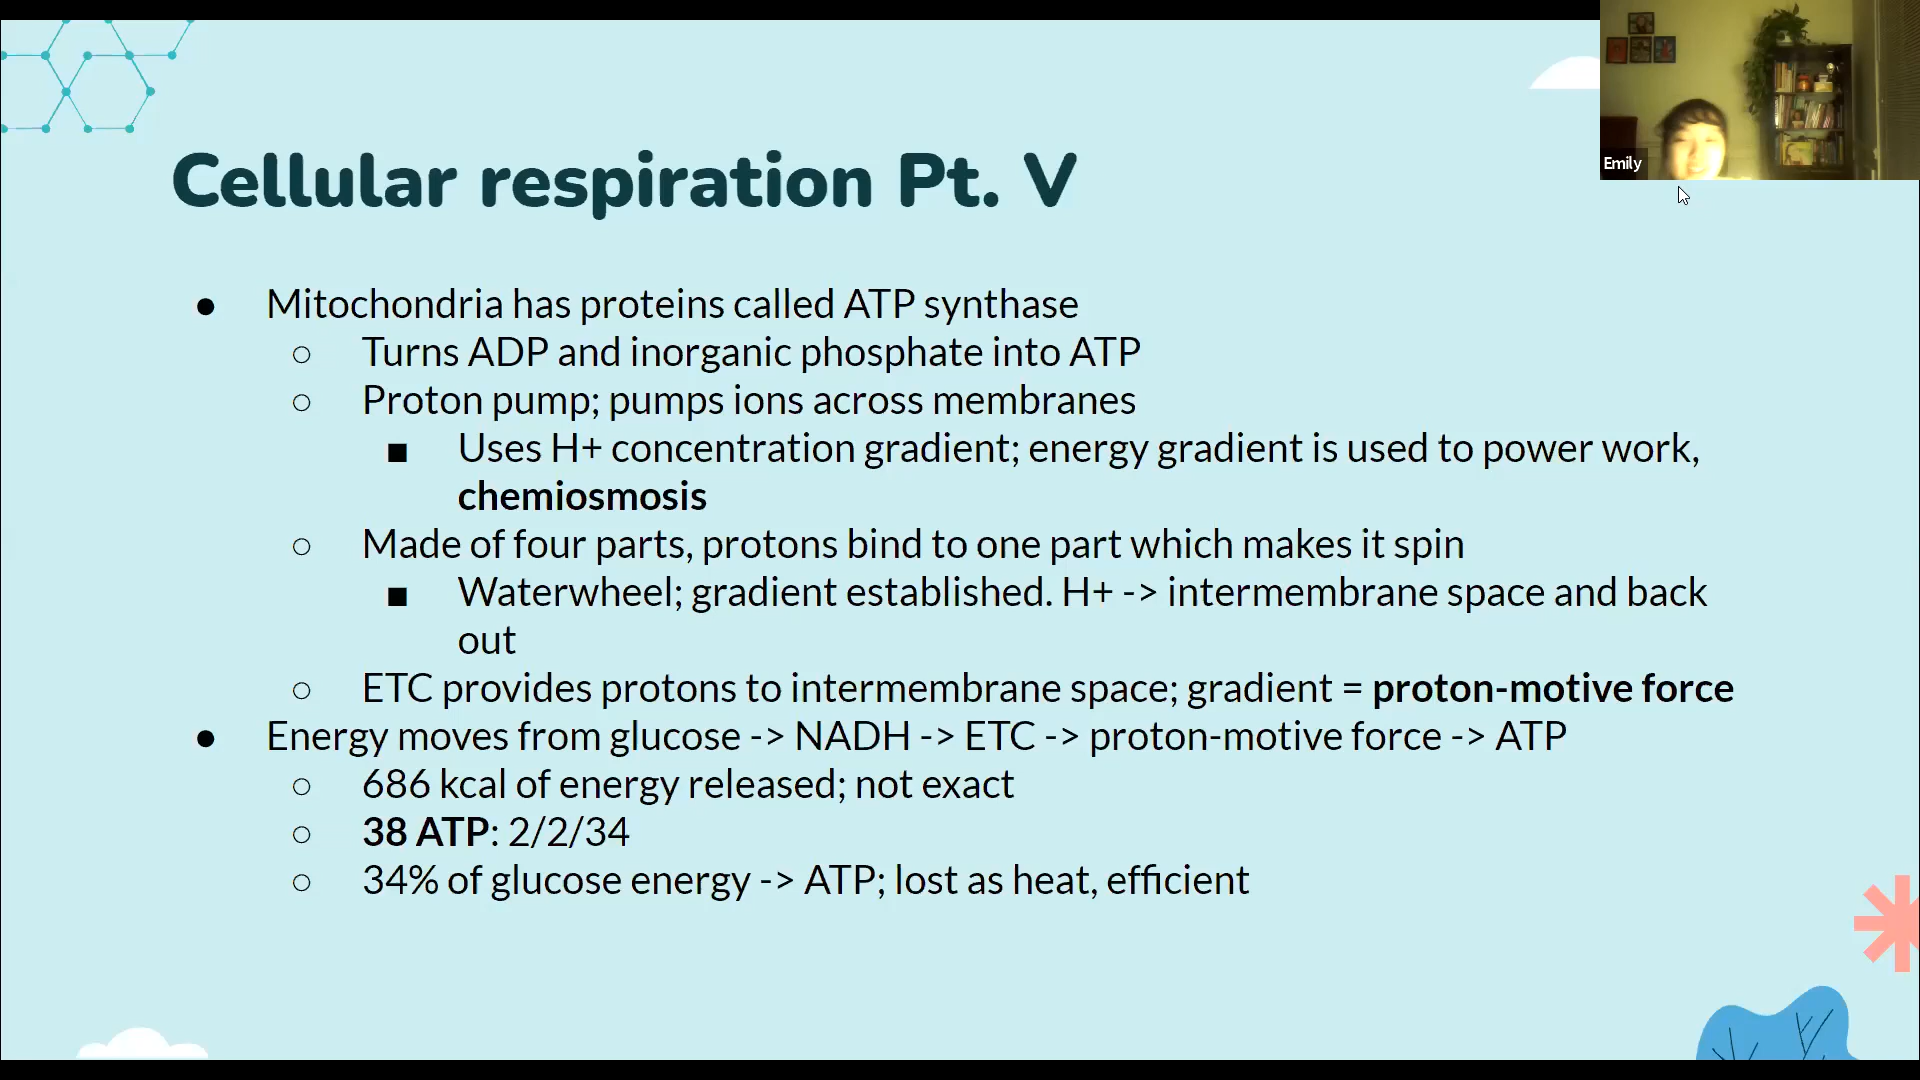 Emily
Cellular respiration Pt. V
● Mitochondria has proteins called ATP synthase
○ Turns ADP and inorganic phosphate into ATP
○ Proton pump; pumps ions across membranes
■ Uses H+ concentration gradient; energy gradient is used to power work,
chemiosmosis
○ Made of four parts, protons bind to one part which makes it spin
■ Waterwheel; gradient established. H+ -> intermembrane space and back
out
○ ETC provides protons to intermembrane space; gradient = proton-motive force
● Energy moves from glucose -> NADH -> ETC -> proton-motive force -> ATP
○ 686 kcal of energy released; not exact
○ 38 ATP: 2/2/34
○ 34% of glucose energy -> ATP; lost as heat, efficient